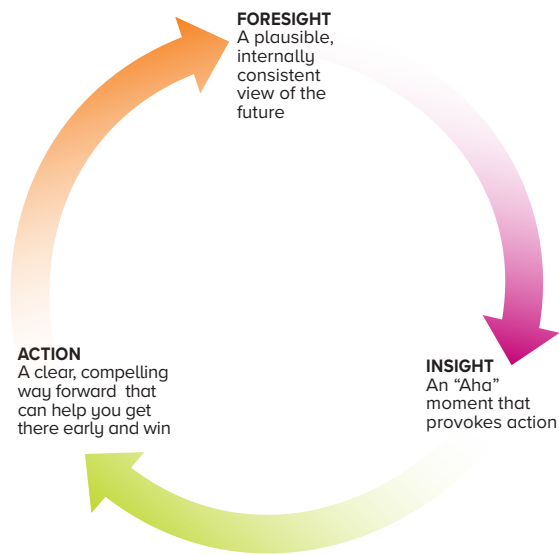 FORESIGHT
A plausible,
internally
consistent
view of the
future
ACTION
A clear, compelling
way forward that
can help you get
there early and win
INSIGHT
An “Aha”
moment that
provokes action